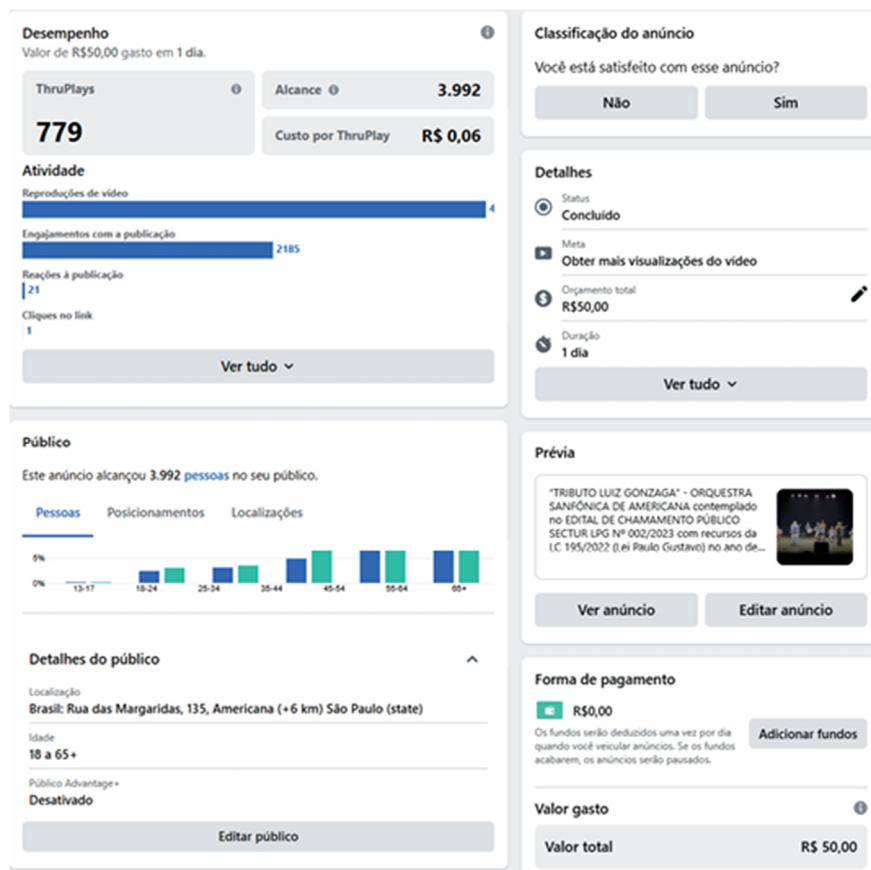 Desempenho
Valor de R$50,00 gasto em 1 dia.
ThruPlays
779
Alcance
3.992
Custo por ThruPlay
R$ 0,06
Atividade
Reproduções de vídeo
4
Engajamentos com a publicação
2185
Reações à publicação
21
Cliques no link
1
Ver tudo
Público
Este anúncio alcançou 3.992 pessoas no seu público.
Pessoas
Posicionamentos
Localizações
5%
0%
13-17
18-24
25-34
35-44
45-54
55-64
65+
Detalhes do público
Localização
Brasil: Rua das Margaridas, 135, Americana (+6 km) São Paulo (state)
Idade
18 a 65+
Público Advantage+
Desativado
Editar público
Classificação do anúncio
Você está satisfeito com esse anúncio?
Não
Sim
Detalhes
Status
Concluído
Meta
Obter mais visualizações do vídeo
Orçamento total
R$50,00
Duração
1 dia
Ver tudo
Prévia
"TRIBUTO LUIZ GONZAGA" - ORQUESTRA
SANFÔNICA DE AMERICANA contemplado
no EDITAL DE CHAMAMENTO PÚBLICO
SECTUR LPG Nº 002/2023 com recursos da
LC 195/2022 (Lei Paulo Gustavo) no ano de...
Ver anúncio
Editar anúncio
Forma de pagamento
R$0,00
Os fundos serão deduzidos uma vez por dia
quando você veicular anúncios. Se os fundos
acabarem, os anúncios serão pausados.
Adicionar fundos
Valor gasto
Valor total
R$ 50,00